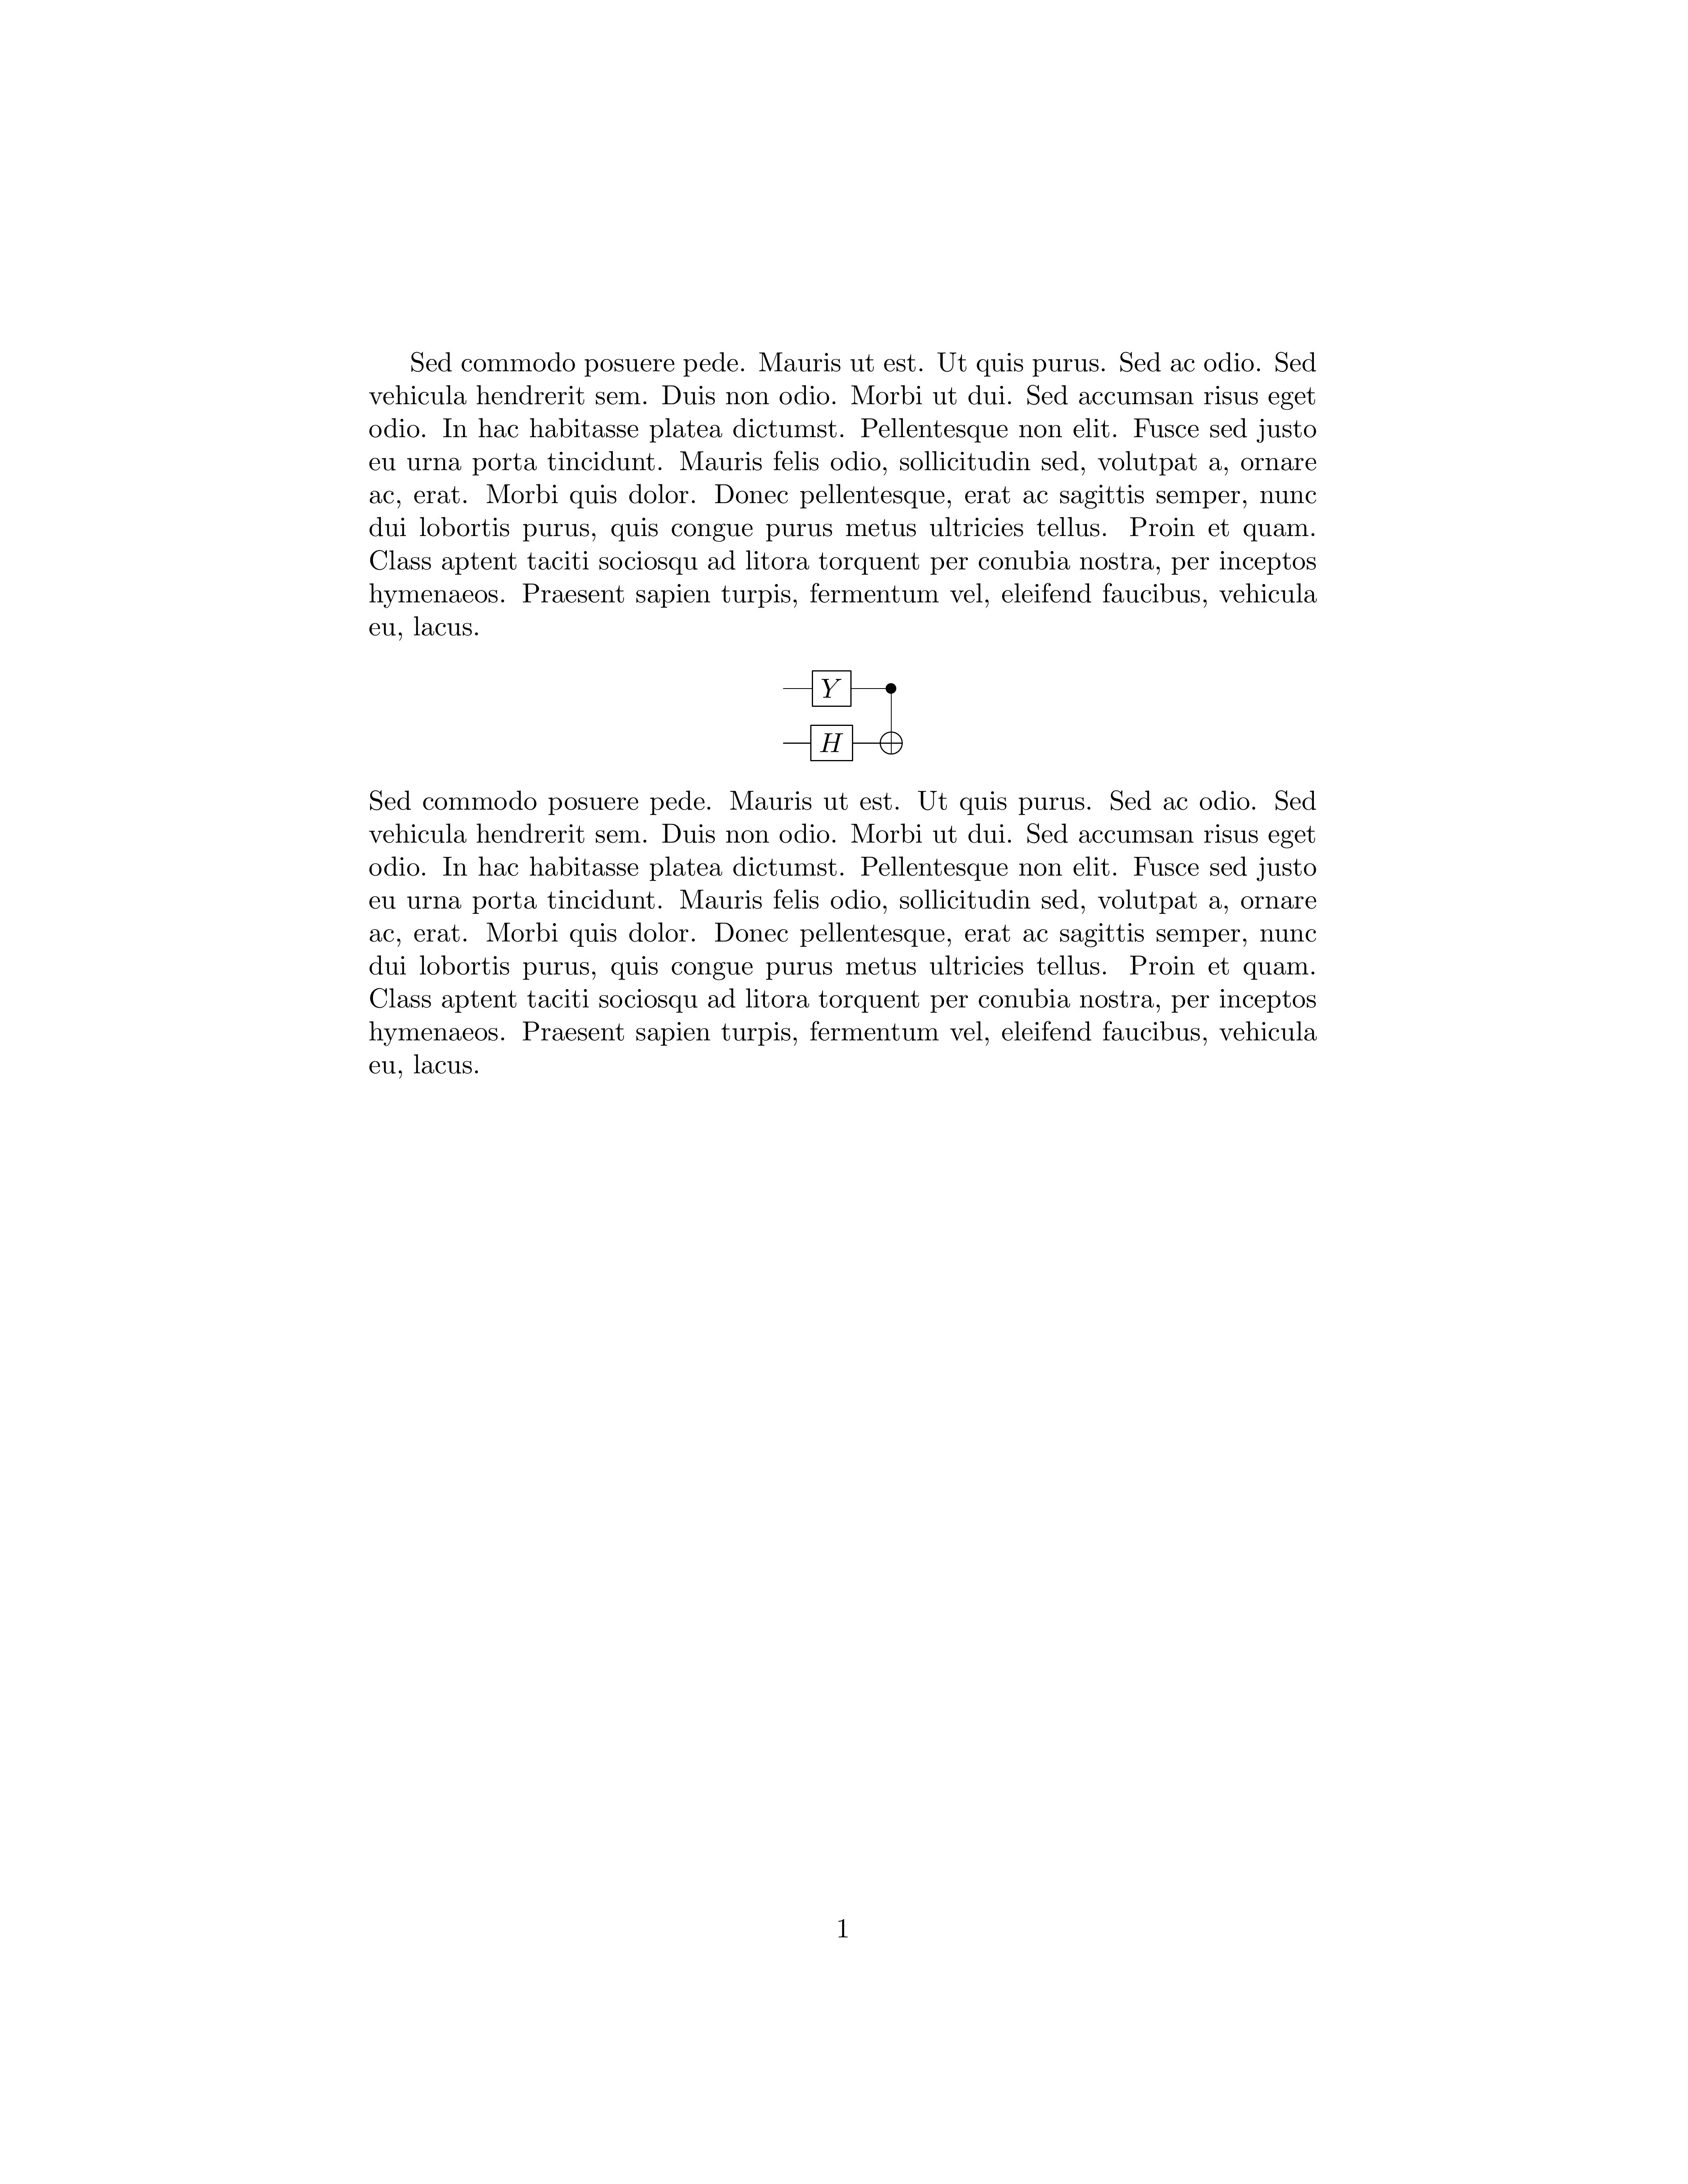 Sed commodo posuere pede. Mauris ut est. Ut quis purus. Sed ac odio. Sed
vehicula hendrerit sem. Duis non odio. Morbi ut dui. Sed accumsan risus eget
odio. In hac habitasse platea dictumst. Pellentesque non elit. Fusce sed justo
eu urna porta tincidunt. Mauris felis odio, sollicitudin sed, volutpat a, ornare
ac, erat. Morbi quis dolor. Donec pellentesque, erat ac sagittis semper, nunc
dui lobortis purus, quis congue purus metus ultricies tellus. Proin et quam.
Class aptent taciti sociosqu ad litora torquent per conubia nostra, per inceptos
hymenaeos. Praesent sapien turpis, fermentum vel, eleifend faucibus, vehicula
eu, lacus.
Y
H
Sed commodo posuere pede. Mauris ut est. Ut quis purus. Sed ac odio. Sed
vehicula hendrerit sem. Duis non odio. Morbi ut dui. Sed accumsan risus eget
odio. In hac habitasse platea dictumst. Pellentesque non elit. Fusce sed justo
eu urna porta tincidunt. Mauris felis odio, sollicitudin sed, volutpat a, ornare
ac, erat. Morbi quis dolor. Donec pellentesque, erat ac sagittis semper, nunc
dui lobortis purus, quis congue purus metus ultricies tellus. Proin et quam.
Class aptent taciti sociosqu ad litora torquent per conubia nostra, per inceptos
hymenaeos. Praesent sapien turpis, fermentum vel, eleifend faucibus, vehicula
eu, lacus.
1